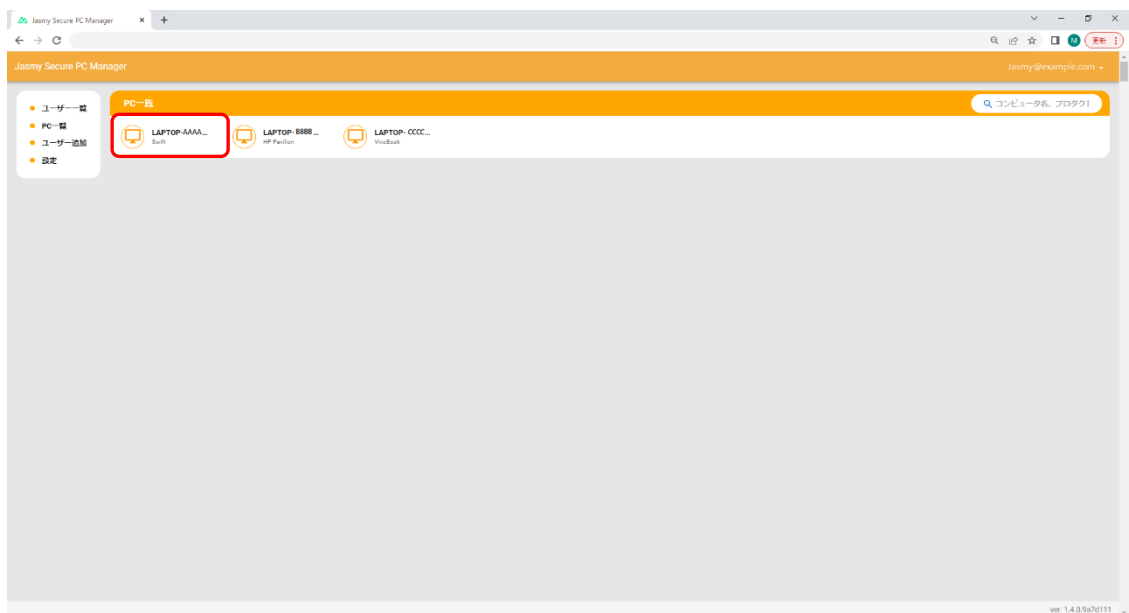 Jasmy Secure PC Manager
更新
Jasmy Secure PC Manager
Jasmy@example.com
ユーザー一覧
PC一覧
ユーザー追加
設定
PC一覧
コンピュータ名、プロダクト
LAPTOP-AAAA...
Swift
LAPTOP-BBBB...
HP Pavilion
LAPTOP- CCCC...
VivoBook
ver: 1.4.0.9a7d111